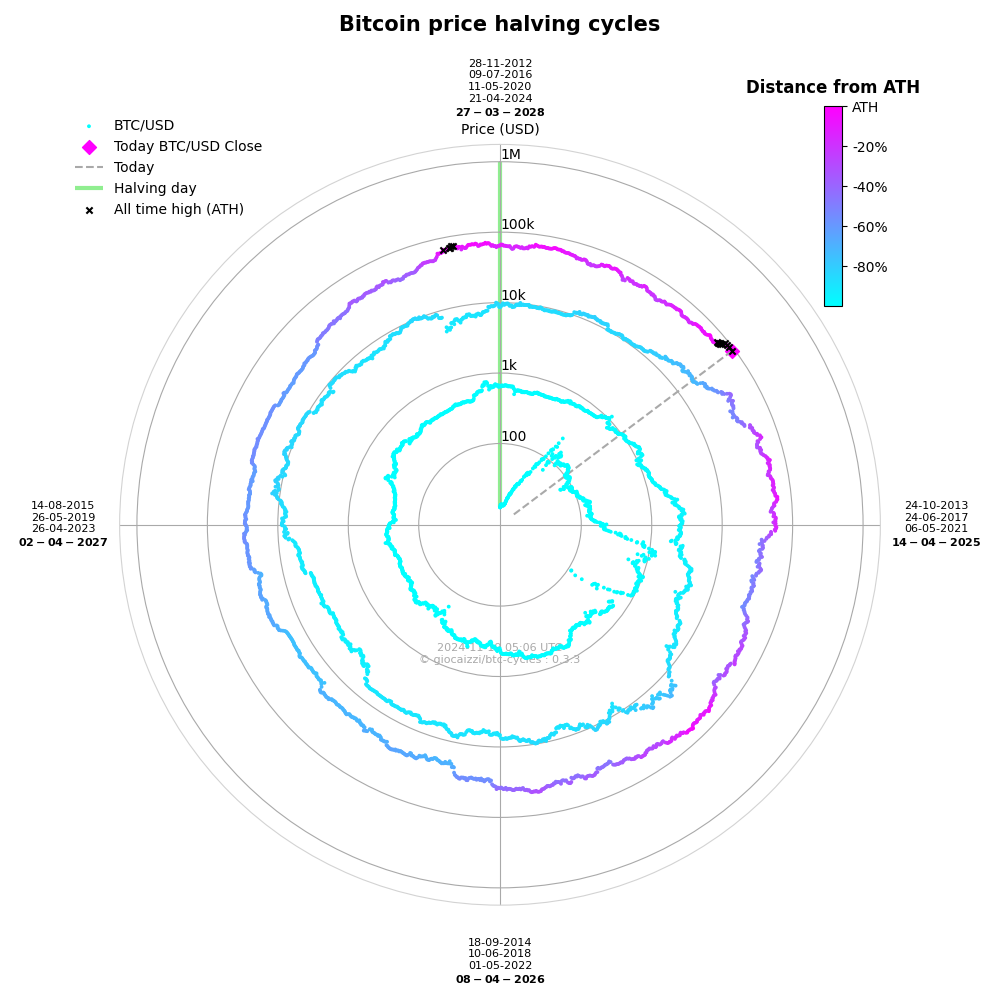 Bitcoin price halving cycles
28-11-2012
09-07-2016
11-05-2020
21-04-2024
27−03−2028
Price (USD)
BTC/USD
Today BTC/USD Close
Today
Halving day
All time high (ATH)
Distance from ATH
ATH
-20%
-40%
-60%
-80%
1M
100k
10k
1k
100
14-08-2015
26-05-2019
26-04-2023
02−04−2027
24-10-2013
24-06-2017
06-05-2021
14−04−2025
05:06
© giocaizzi/btc-cycles : 0.3.3
18-09-2014
10-06-2018
01-05-2022
08−04−2026